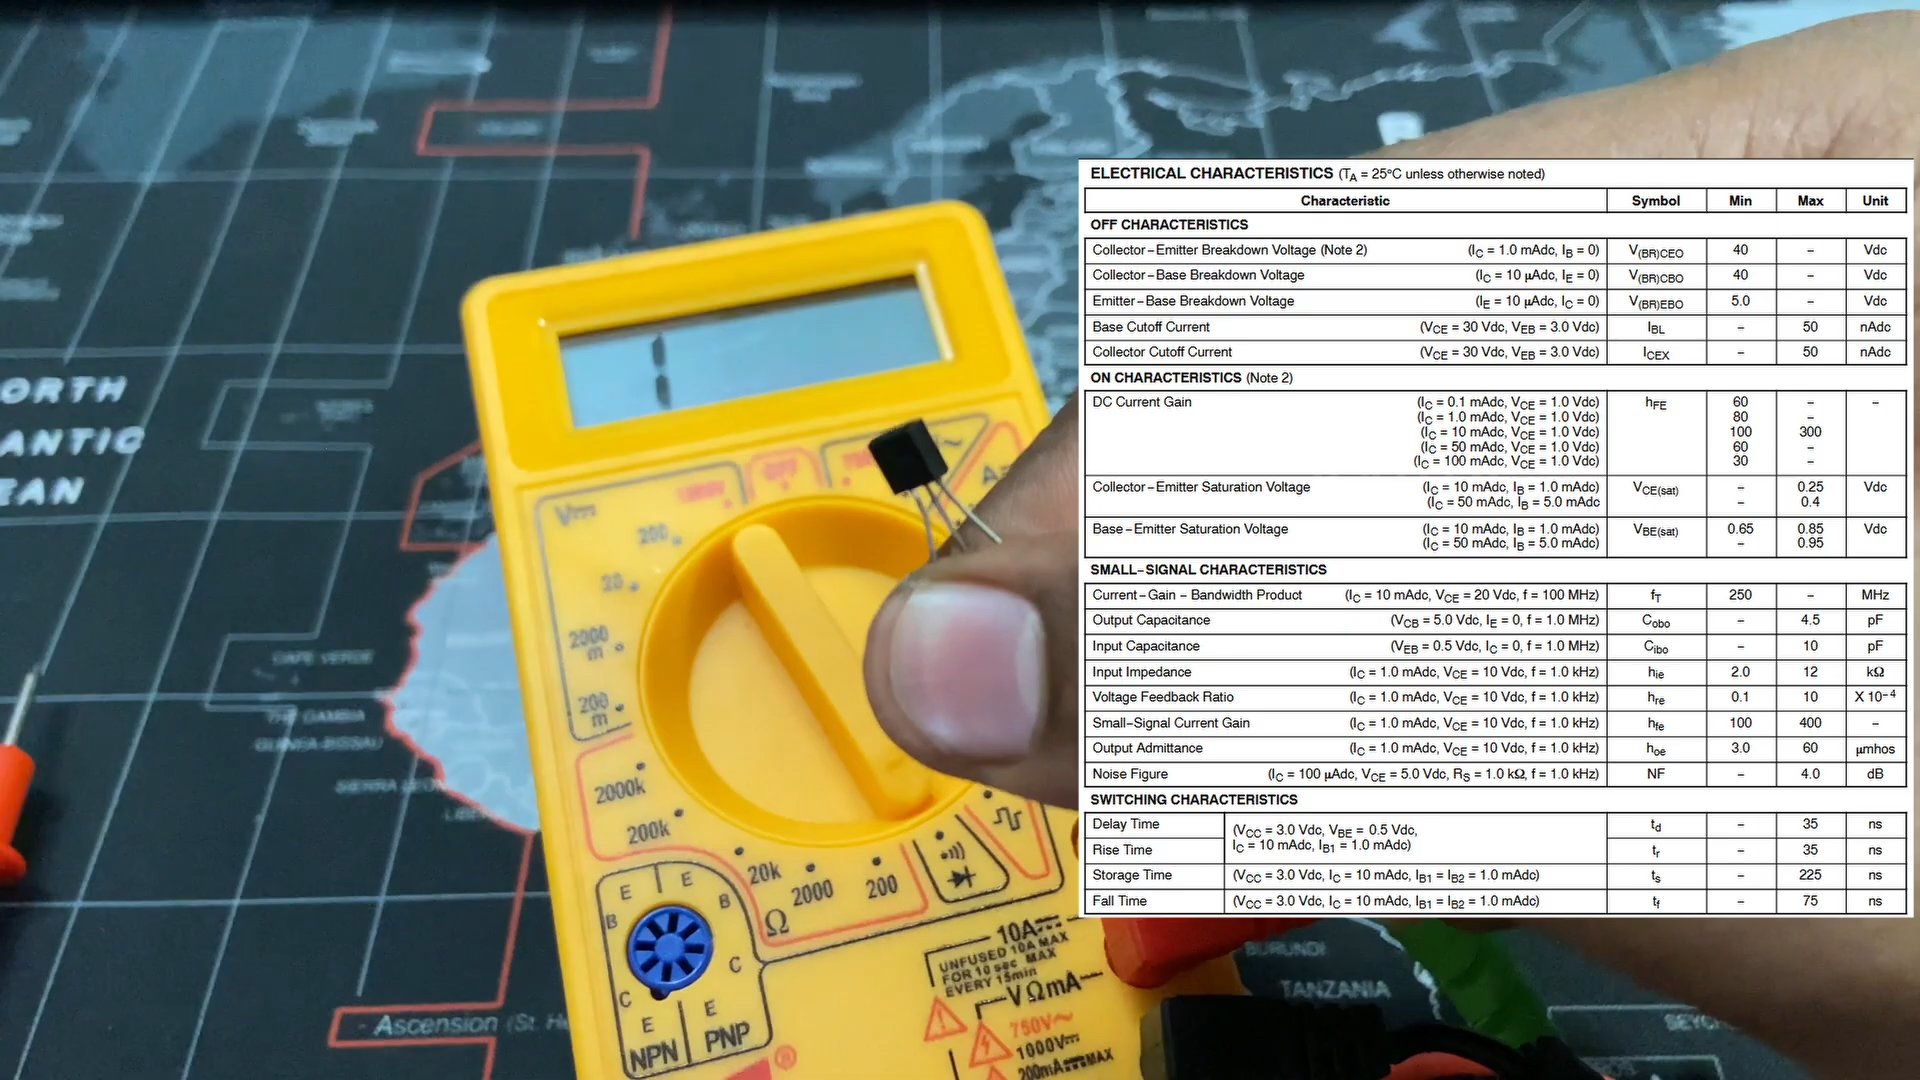 ORTH
ANTIC
EAN
CAPE VERDE
THE GAMBIA
GUINEA-BISSAU
SIERRA LEO
LIBER
Ascension (St. He
BURUNDI
TANZANIA
SEYC
1
V
A
200
20
2000
m
200
m
2000k
200k
20k
2000
200
Ω
E
E
B
B
C
C
E
E
NPN
PNP
®
10A
UNFUSED 10A MAX
FOR 10 sec MAX
EVERY 15min
VΩmA
750V~
1000V
200mA MAX
ELECTRICAL CHARACTERISTICS (TA = 25°C unless otherwise noted)
Characteristic Symbol Min Max Unit
OFF CHARACTERISTICS
Collector−Emitter Breakdown Voltage (Note 2) (IC = 1.0 mAdc, IB = 0) V(BR)CEO 40 − Vdc
Collector−Base Breakdown Voltage (IC = 10 μAdc, IE = 0) V(BR)CBO 40 − Vdc
Emitter−Base Breakdown Voltage (IE = 10 μAdc, IC = 0) V(BR)EBO 5.0 − Vdc
Base Cutoff Current (VCE = 30 Vdc, VEB = 3.0 Vdc) IBL − 50 nAdc
Collector Cutoff Current (VCE = 30 Vdc, VEB = 3.0 Vdc) ICEX − 50 nAdc
ON CHARACTERISTICS (Note 2)
DC Current Gain (IC = 0.1 mAdc, VCE = 1.0 Vdc) hFE 60 − −
(IC = 1.0 mAdc, VCE = 1.0 Vdc) 80 −
(IC = 10 mAdc, VCE = 1.0 Vdc) 100 300
(IC = 50 mAdc, VCE = 1.0 Vdc) 60 −
(IC = 100 mAdc, VCE = 1.0 Vdc) 30 −
Collector−Emitter Saturation Voltage (IC = 10 mAdc, IB = 1.0 mAdc) VCE(sat) − 0.25 Vdc
(IC = 50 mAdc, IB = 5.0 mAdc − 0.4
Base−Emitter Saturation Voltage (IC = 10 mAdc, IB = 1.0 mAdc) VBE(sat) 0.65 0.85 Vdc
(IC = 50 mAdc, IB = 5.0 mAdc) − 0.95
SMALL−SIGNAL CHARACTERISTICS
Current−Gain − Bandwidth Product (IC = 10 mAdc, VCE = 20 Vdc, f = 100 MHz) fT 250 − MHz
Output Capacitance (VCB = 5.0 Vdc, IE = 0, f = 1.0 MHz) Cobo − 4.5 pF
Input Capacitance (VEB = 0.5 Vdc, IC = 0, f = 1.0 MHz) Cibo − 10 pF
Input Impedance (IC = 1.0 mAdc, VCE = 10 Vdc, f = 1.0 kHz) hie 2.0 12 kΩ
Voltage Feedback Ratio (IC = 1.0 mAdc, VCE = 10 Vdc, f = 1.0 kHz) hre 0.1 10 X 10−4
Small−Signal Current Gain (IC = 1.0 mAdc, VCE = 10 Vdc, f = 1.0 kHz) hfe 100 400 −
Output Admittance (IC = 1.0 mAdc, VCE = 10 Vdc, f = 1.0 kHz) hoe 3.0 60 μmhos
Noise Figure (IC = 100 μAdc, VCE = 5.0 Vdc, RS = 1.0 kΩ, f = 1.0 kHz) NF − 4.0 dB
SWITCHING CHARACTERISTICS
Delay Time (VCC = 3.0 Vdc, VBE = 0.5 Vdc, td − 35 ns
Rise Time IC = 10 mAdc, IB1 = 1.0 mAdc) tr − 35 ns
Storage Time (VCC = 3.0 Vdc, IC = 10 mAdc, IB1 = IB2 = 1.0 mAdc) ts − 225 ns
Fall Time (VCC = 3.0 Vdc, IC = 10 mAdc, IB1 = IB2 = 1.0 mAdc) tf − 75 ns